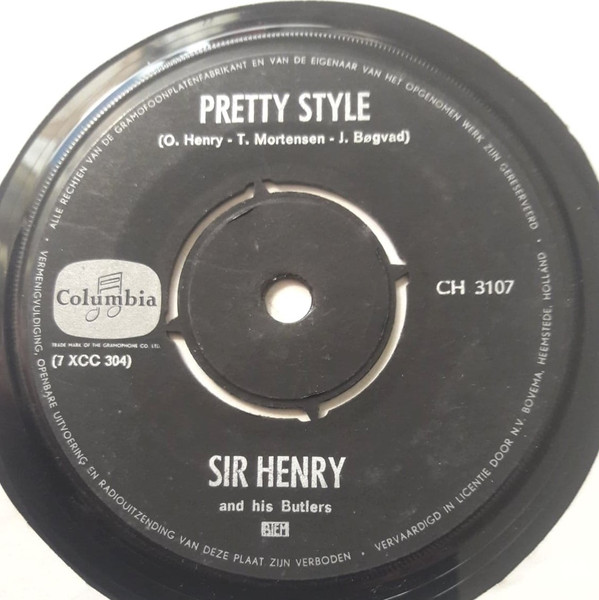 PRETTY STYLE
(O. Henry - T. Mortensen - J. Bøgvad)
Columbia
TRADE MARK OF THE GRAMOPHONE CO. LTD.
(7 XCC 304)
CH 3107
SIR HENRY
and his Butlers
BIEM
• ALLE RECHTEN VAN DE GRAMOFOONPLATENFABRIKANT EN VAN DE EIGENAAR VAN HET OPGENOMEN WERK ZIJN GERESERVEERD • VERMENIGVULDIGING, OPENBARE UITVOERING EN RADIOUITZENDING VAN DEZE PLAAT ZIJN VERBODEN • VERVAARDIGD IN LICENTIE DOOR N.V. BOVEMA, HEEMSTEDE, HOLLAND •